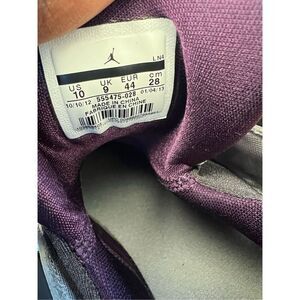 LN4
US UK EUR cm
10 9 44 28
10/10/12 555475-028 01/04/13
MADE IN CHINA
FABRIQUE EN CHINE